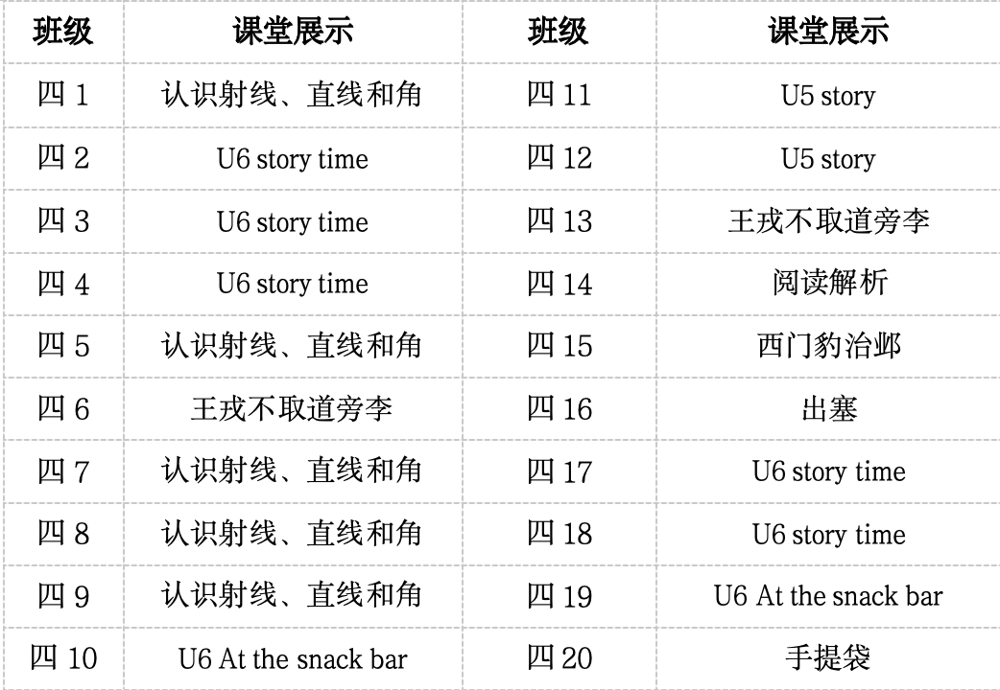 班级 课堂展示 班级 课堂展示
四 1 认识射线、直线和角 四 11 U5 story
四 2 U6 story time 四 12 U5 story
四 3 U6 story time 四 13 王戎不取道旁李
四 4 U6 story time 四 14 阅读解析
四 5 认识射线、直线和角 四 15 西门豹治邺
四 6 王戎不取道旁李 四 16 出塞
四 7 认识射线、直线和角 四 17 U6 story time
四 8 认识射线、直线和角 四 18 U6 story time
四 9 认识射线、直线和角 四 19 U6 At the snack bar
四 10 U6 At the snack bar 四 20 手提袋